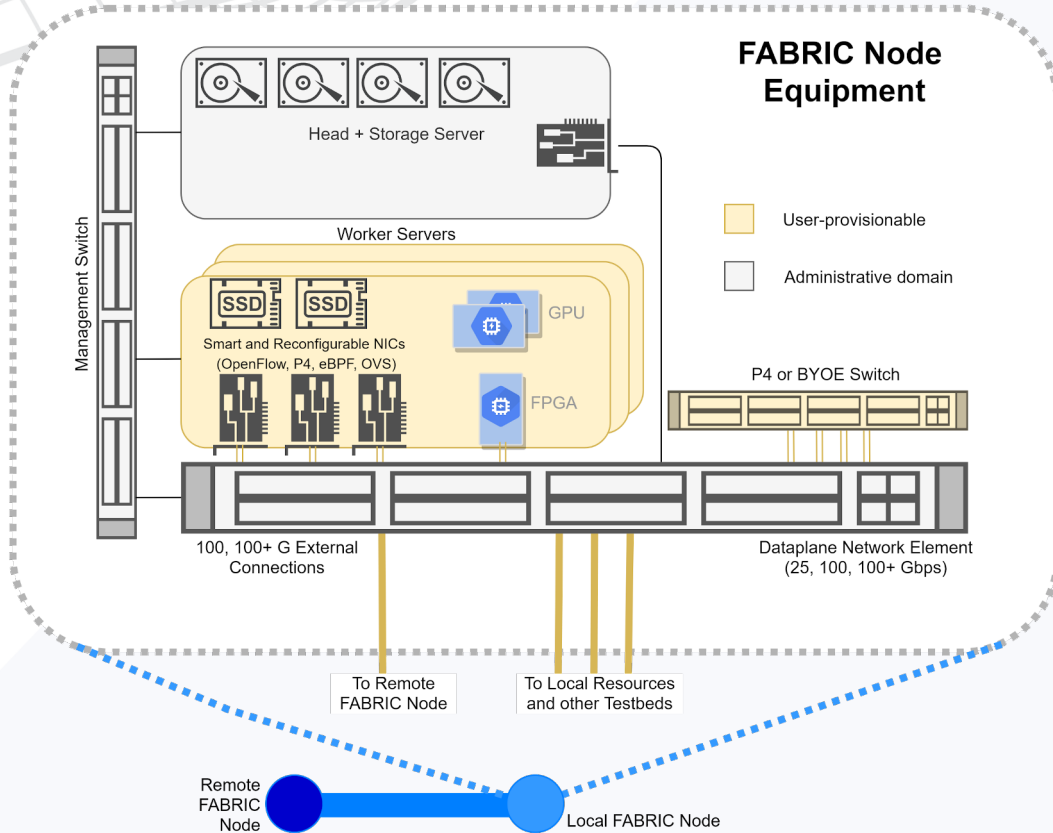 FABRIC Node
Equipment
Head + Storage Server
Management Switch
Worker Servers
User-provisionable
Administrative domain
SSD
SSD
GPU
Smart and Reconfigurable NICs
(OpenFlow, P4, eBPF, OVS)
FPGA
P4 or BYOE Switch
100, 100+ G External
Connections
Dataplane Network Element
(25, 100, 100+ Gbps)
To Remote
FABRIC Node
To Local Resources
and other Testbeds
Remote
FABRIC
Node
Local FABRIC Node